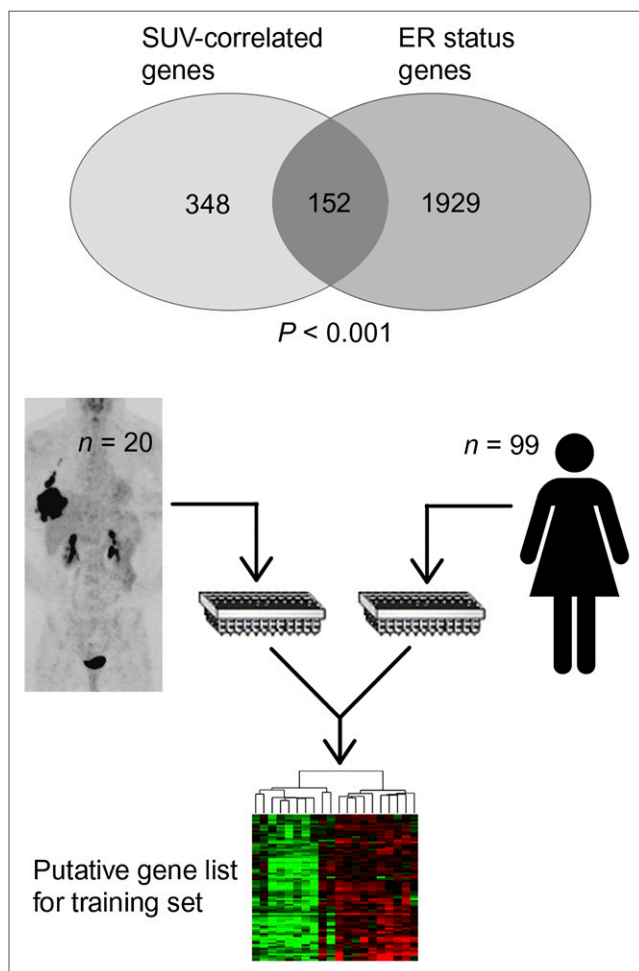 SUV-correlated
genes
ER status
genes
348
152
1929
P < 0.001
n = 20
n = 99
Putative gene list
for training set